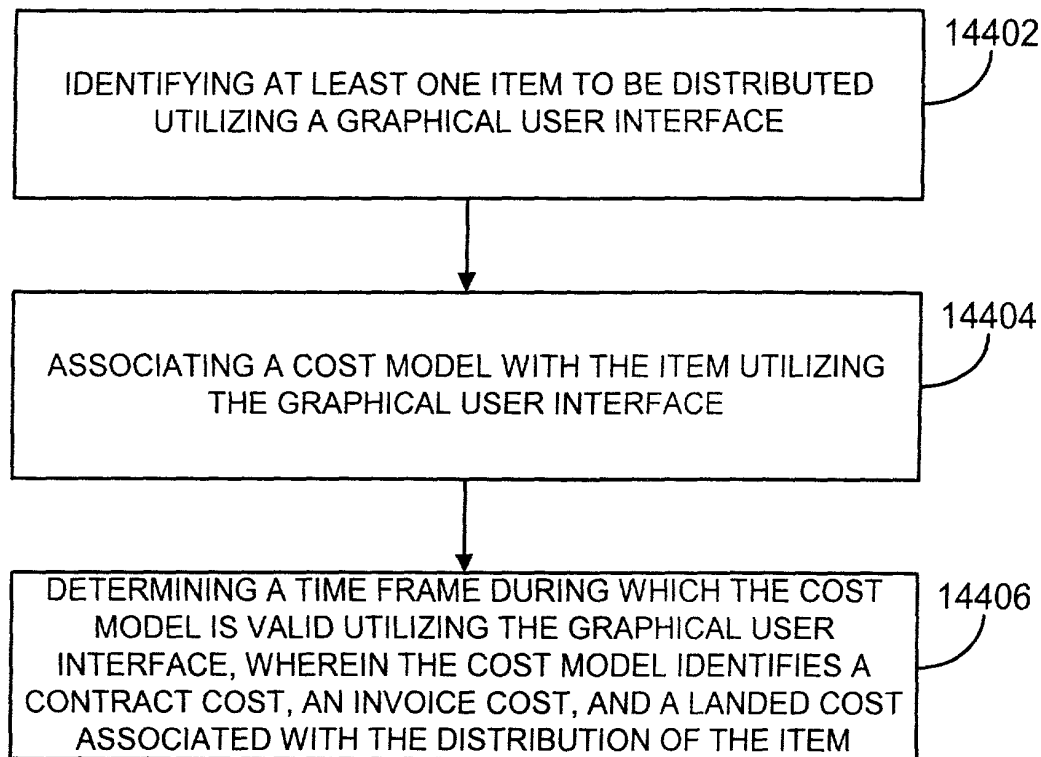 14402
IDENTIFYING AT LEAST ONE ITEM TO BE DISTRIBUTED
UTILIZING A GRAPHICAL USER INTERFACE
14404
ASSOCIATING A COST MODEL WITH THE ITEM UTILIZING
THE GRAPHICAL USER INTERFACE
14406
DETERMINING A TIME FRAME DURING WHICH THE COST
MODEL IS VALID UTILIZING THE GRAPHICAL USER
INTERFACE, WHEREIN THE COST MODEL IDENTIFIES A
CONTRACT COST, AN INVOICE COST, AND A LANDED COST
ASSOCIATED WITH THE DISTRIBUTION OF THE ITEM